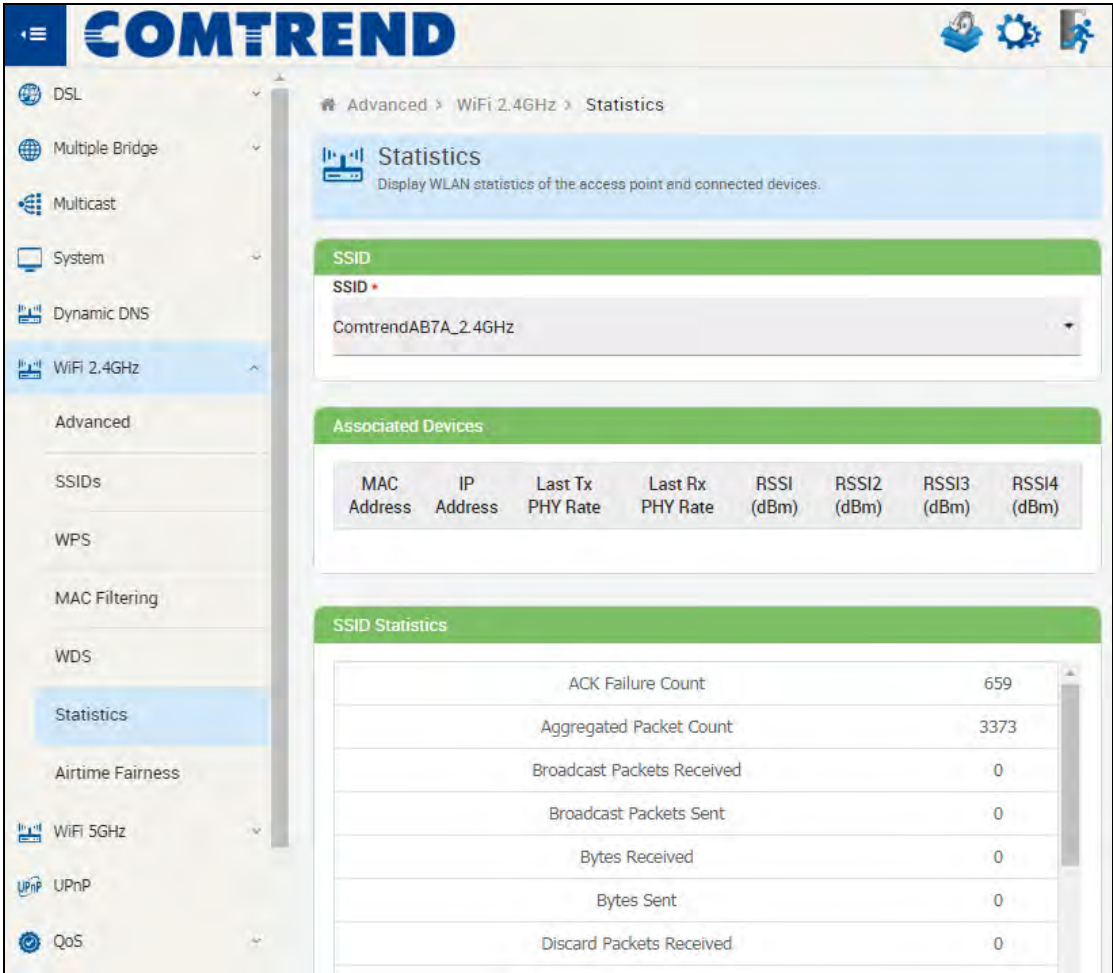 COMTREND
DSL
Multiple Bridge
Multicast
System
Dynamic DNS
WiFi 2.4GHz
Advanced
SSIDs
WPS
MAC Filtering
WDS
Statistics
Airtime Fairness
WiFi 5GHz
UPnP UPnP
QoS
Advanced > WiFi 2.4GHz > Statistics
Statistics
Display WLAN statistics of the access point and connected devices.
SSID
SSID •
ComtrendAB7A_2.4GHz
Associated Devices
MAC Address IP Address Last Tx PHY Rate Last Rx PHY Rate RSSI (dBm) RSSI2 (dBm) RSSI3 (dBm) RSSI4 (dBm)
SSID Statistics
ACK Failure Count 659
Aggregated Packet Count 3373
Broadcast Packets Received 0
Broadcast Packets Sent 0
Bytes Received 0
Bytes Sent 0
Discard Packets Received 0